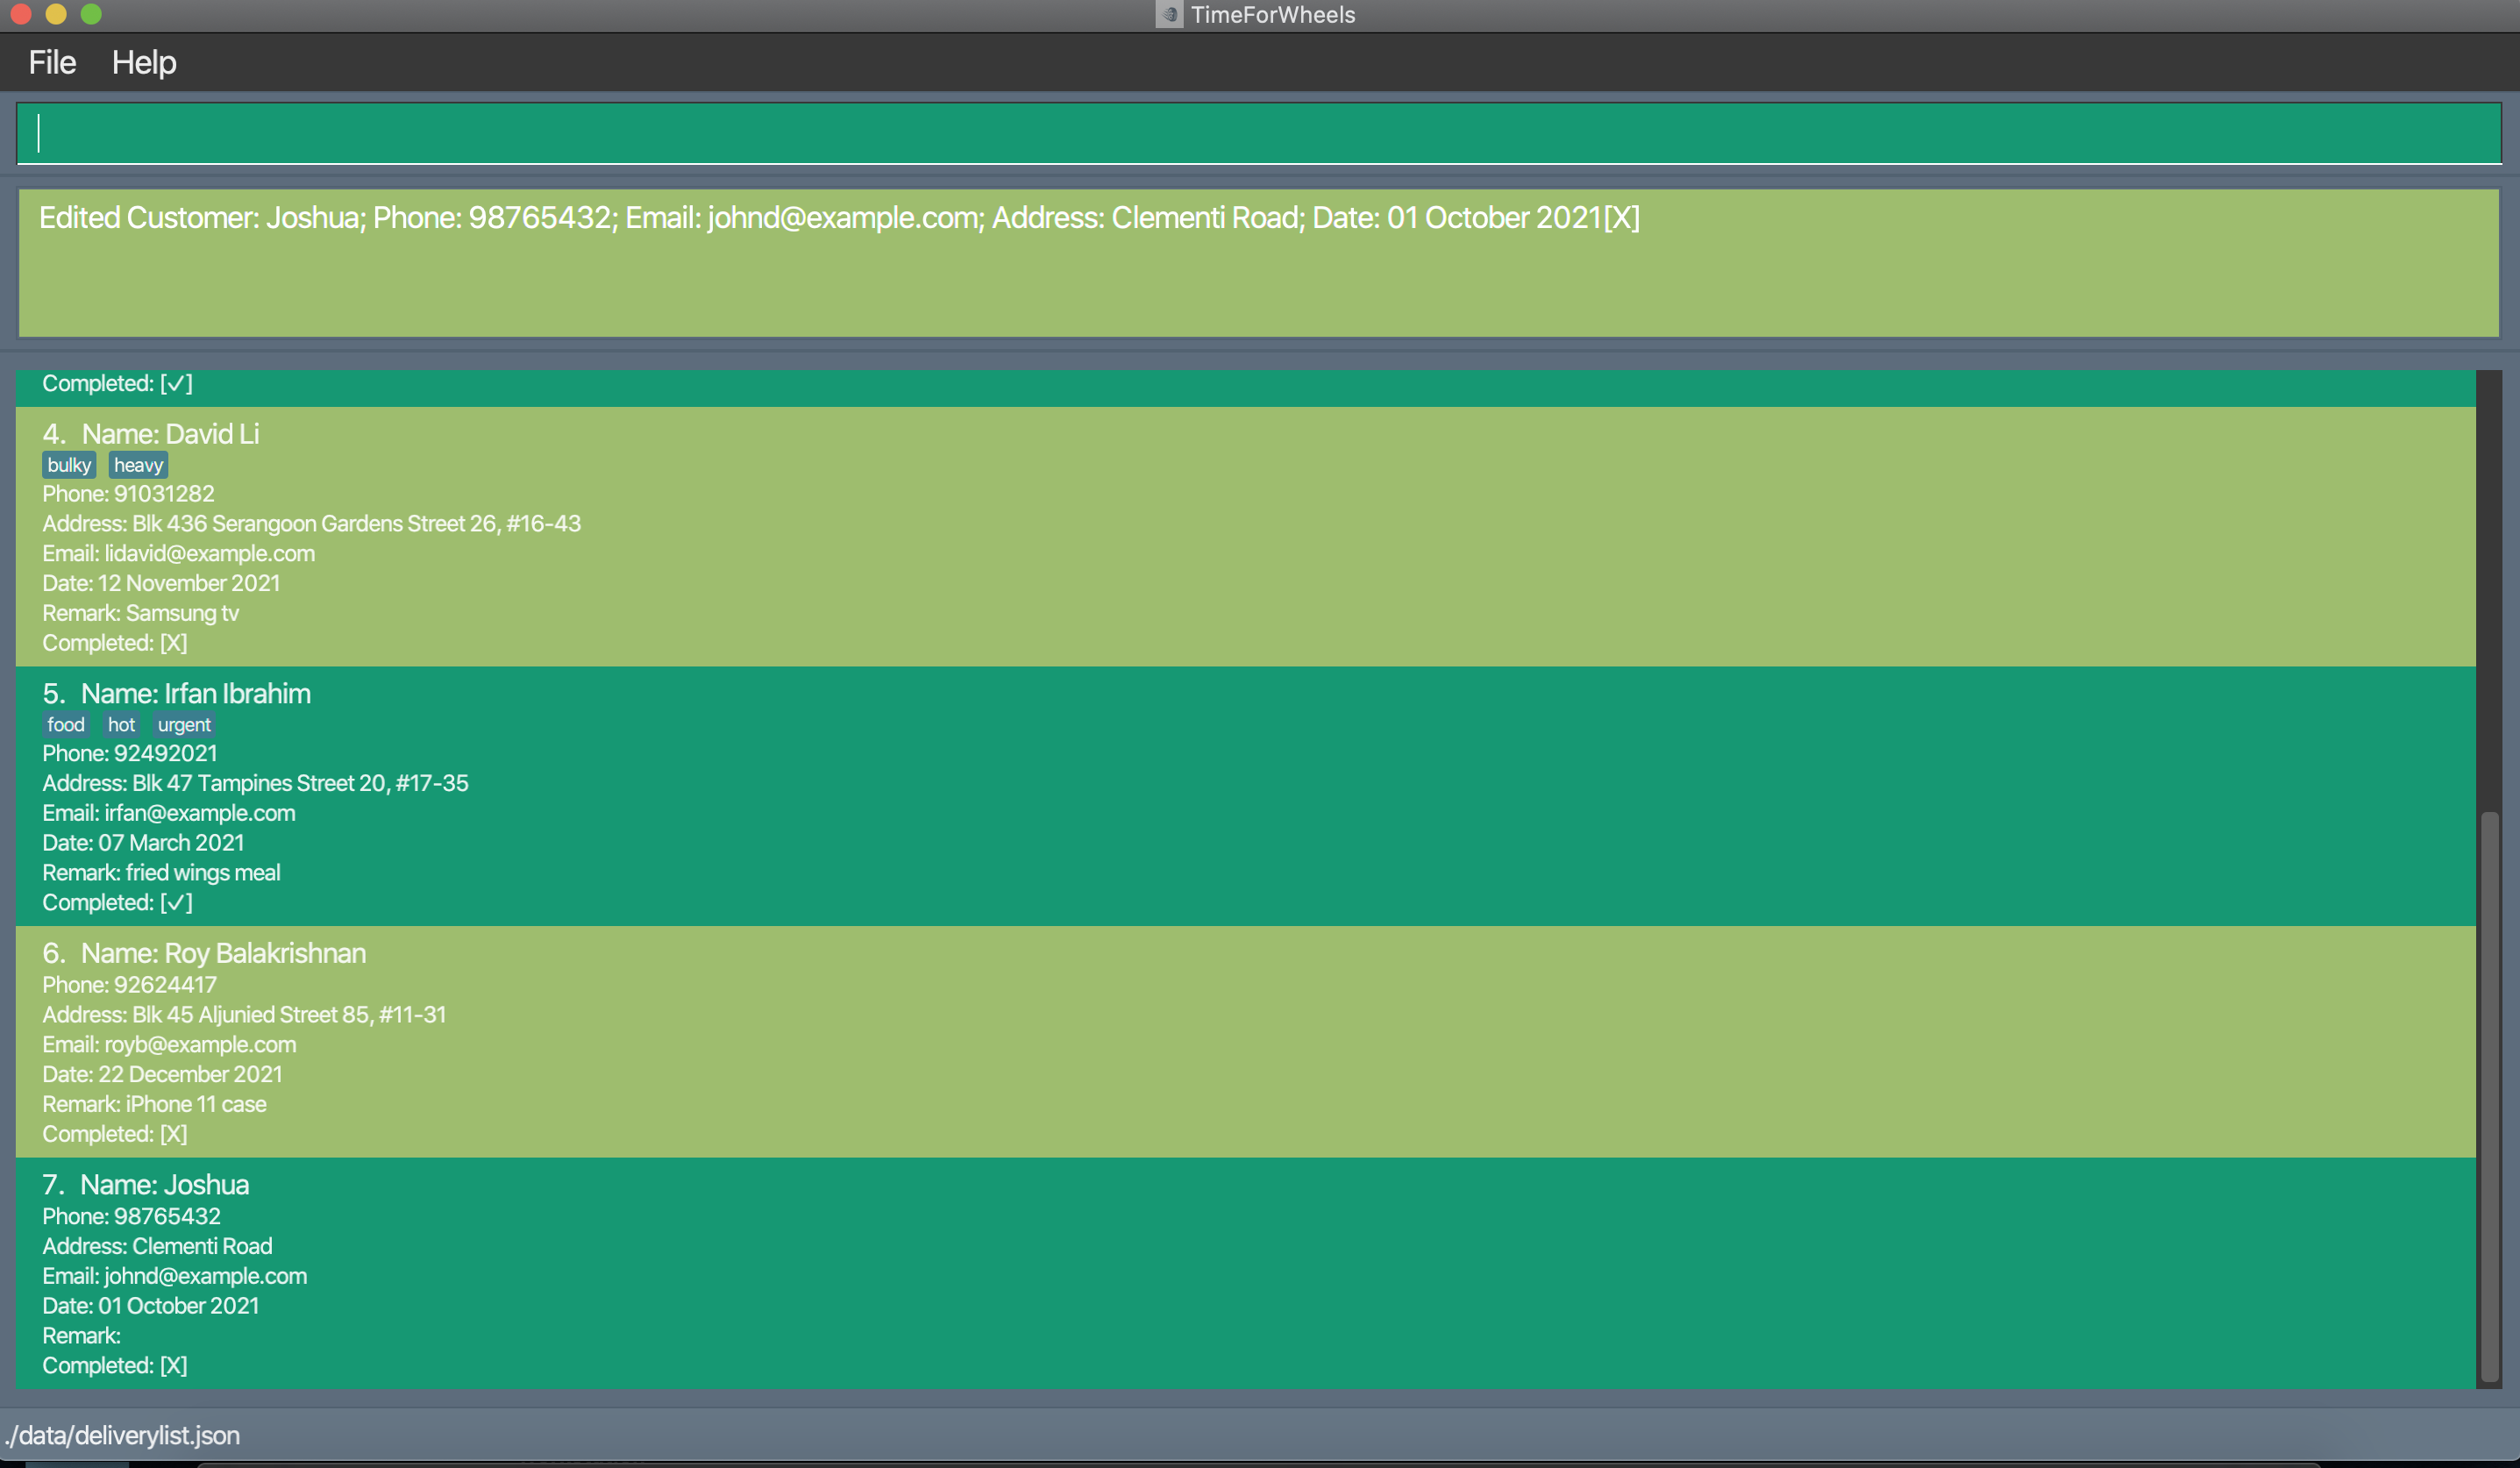 TimeForWheels
File Help
Edited Customer: Joshua; Phone: 98765432; Email: johnd@example.com; Address: Clementi Road; Date: 01 October 2021[X]
Completed: [✓]
4. Name: David Li
bulky heavy
Phone: 91031282
Address: Blk 436 Serangoon Gardens Street 26, #16-43
Email: lidavid@example.com
Date: 12 November 2021
Remark: Samsung tv
Completed: [X]
5. Name: Irfan Ibrahim
food hot urgent
Phone: 92492021
Address: Blk 47 Tampines Street 20, #17-35
Email: irfan@example.com
Date: 07 March 2021
Remark: fried wings meal
Completed: [✓]
6. Name: Roy Balakrishnan
Phone: 92624417
Address: Blk 45 Aljunied Street 85, #11-31
Email: royb@example.com
Date: 22 December 2021
Remark: iPhone 11 case
Completed: [X]
7. Name: Joshua
Phone: 98765432
Address: Clementi Road
Email: johnd@example.com
Date: 01 October 2021
Remark:
Completed: [X]
./data/deliverylist.json